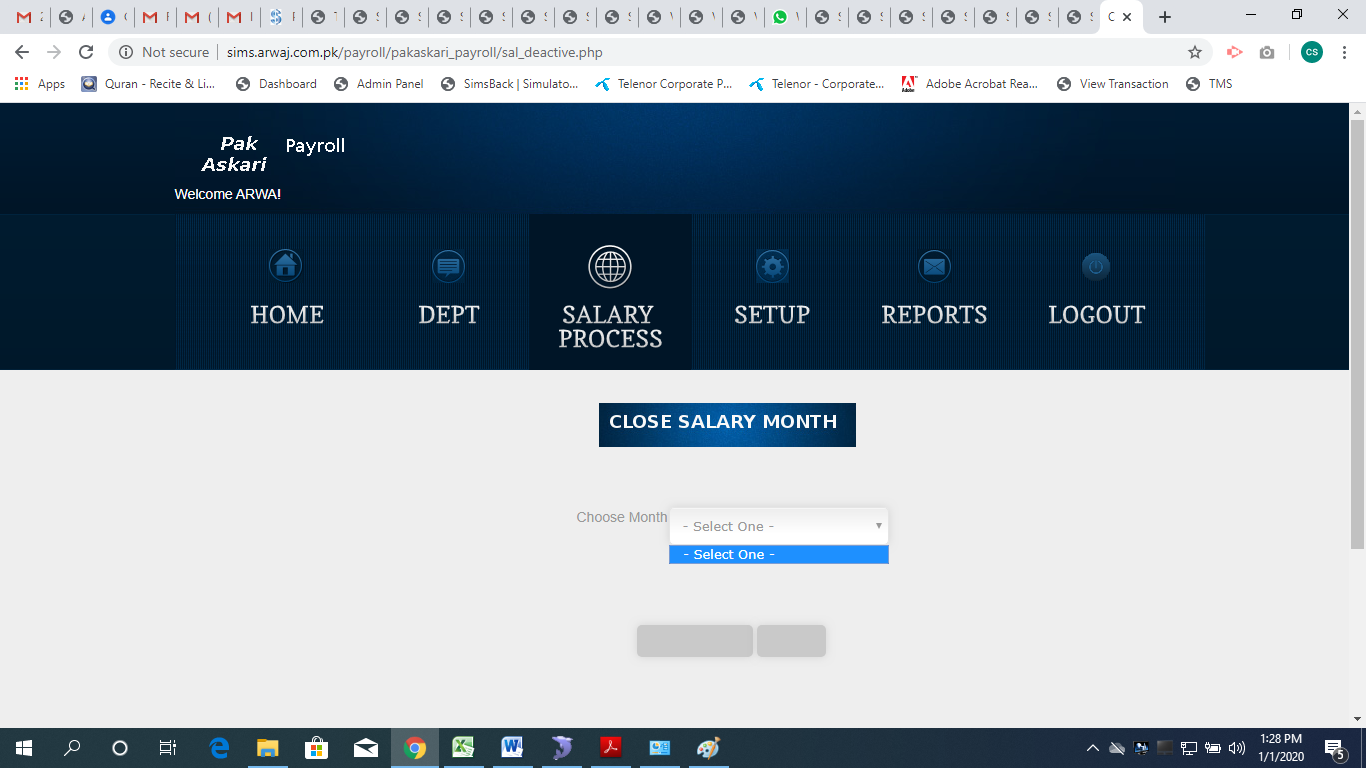 Not secure | sims.arwaj.com.pk/payroll/pakaskari_payroll/sal_deactive.php
CS
Apps Quran - Recite & Li... Dashboard Admin Panel SimsBack | Simulato... Telenor Corporate P... Telenor - Corporate... Adobe Acrobat Rea... View Transaction TMS
Pak Askari Payroll
Welcome ARWA!
HOME DEPT SALARY PROCESS SETUP REPORTS LOGOUT
CLOSE SALARY MONTH
Choose Month - Select One -
- Select One -
1:28 PM
1/1/2020
5